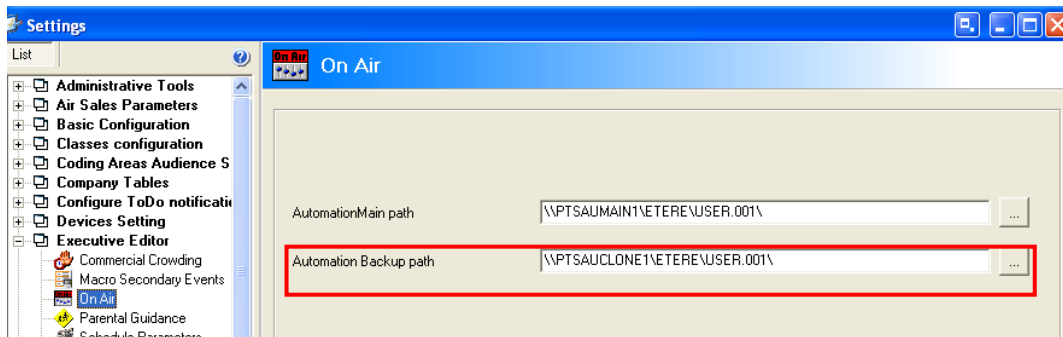 Settings
List
On Air
On Air
Administrative Tools
Air Sales Parameters
Basic Configuration
Classes configuration
Coding Areas Audience S
Company Tables
Configure ToDo notificati
Devices Setting
Executive Editor
Commercial Crowding
Macro Secondary Events
On Air
Parental Guidance
Schedule Parameters
AutomationMain path
\\PTSAUMAIN1\ETERE\USER.001\
...
Automation Backup path
\\PTSAUCLONE1\ETERE\USER.001\
...